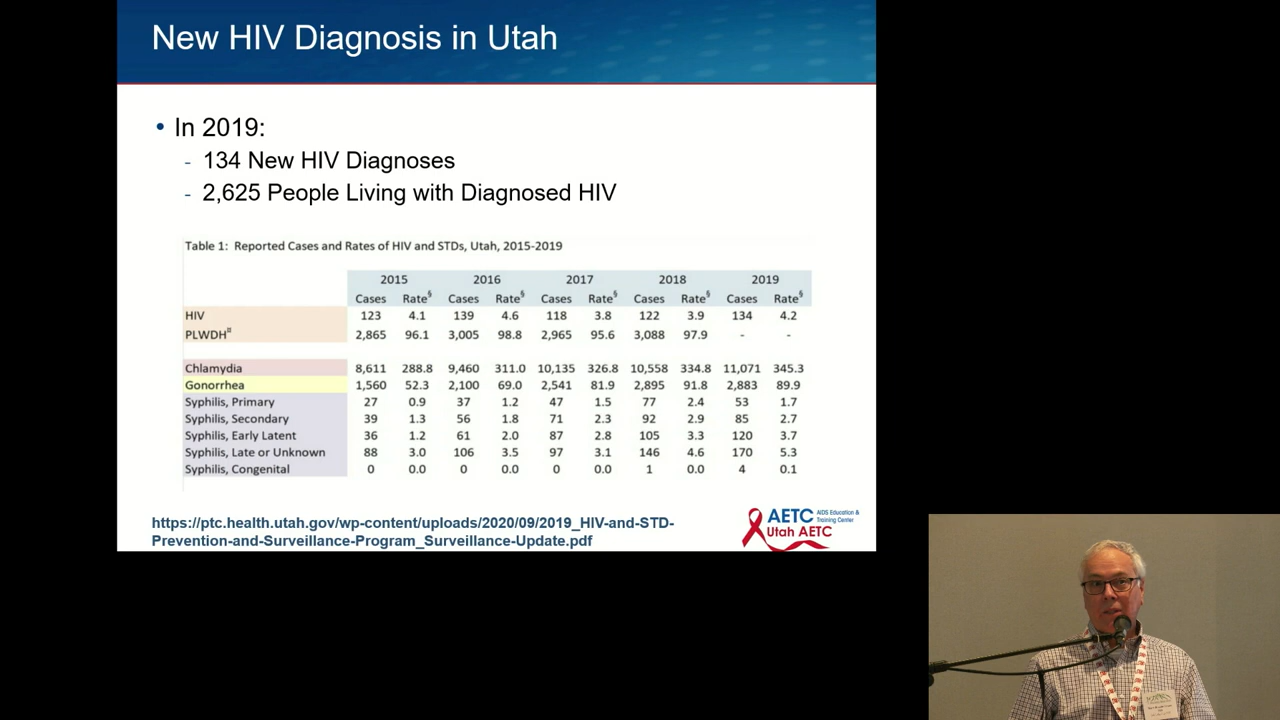 New HIV Diagnosis in Utah
• In 2019:
- 134 New HIV Diagnoses
- 2,625 People Living with Diagnosed HIV
Table 1: Reported Cases and Rates of HIV and STDs, Utah, 2015-2019
2015 2016 2017 2018 2019
Cases Rate§ Cases Rate§ Cases Rate§ Cases Rate§ Cases Rate§
HIV 123 4.1 139 4.6 118 3.8 122 3.9 134 4.2
PLWDH# 2,865 96.1 3,005 98.8 2,965 95.6 3,088 97.9 - -
Chlamydia 8,611 288.8 9,460 311.0 10,135 326.8 10,558 334.8 11,071 345.3
Gonorrhea 1,560 52.3 2,100 69.0 2,541 81.9 2,895 91.8 2,883 89.9
Syphilis, Primary 27 0.9 37 1.2 47 1.5 77 2.4 53 1.7
Syphilis, Secondary 39 1.3 56 1.8 71 2.3 92 2.9 85 2.7
Syphilis, Early Latent 36 1.2 61 2.0 87 2.8 105 3.3 120 3.7
Syphilis, Late or Unknown 88 3.0 106 3.5 97 3.1 146 4.6 170 5.3
Syphilis, Congenital 0 0.0 0 0.0 0 0.0 1 0.0 4 0.1
https://ptc.health.utah.gov/wp-content/uploads/2020/09/2019_HIV-and-STD-
Prevention-and-Surveillance-Program_Surveillance-Update.pdf
AETC AIDS Education &
Training Center
Utah AETC